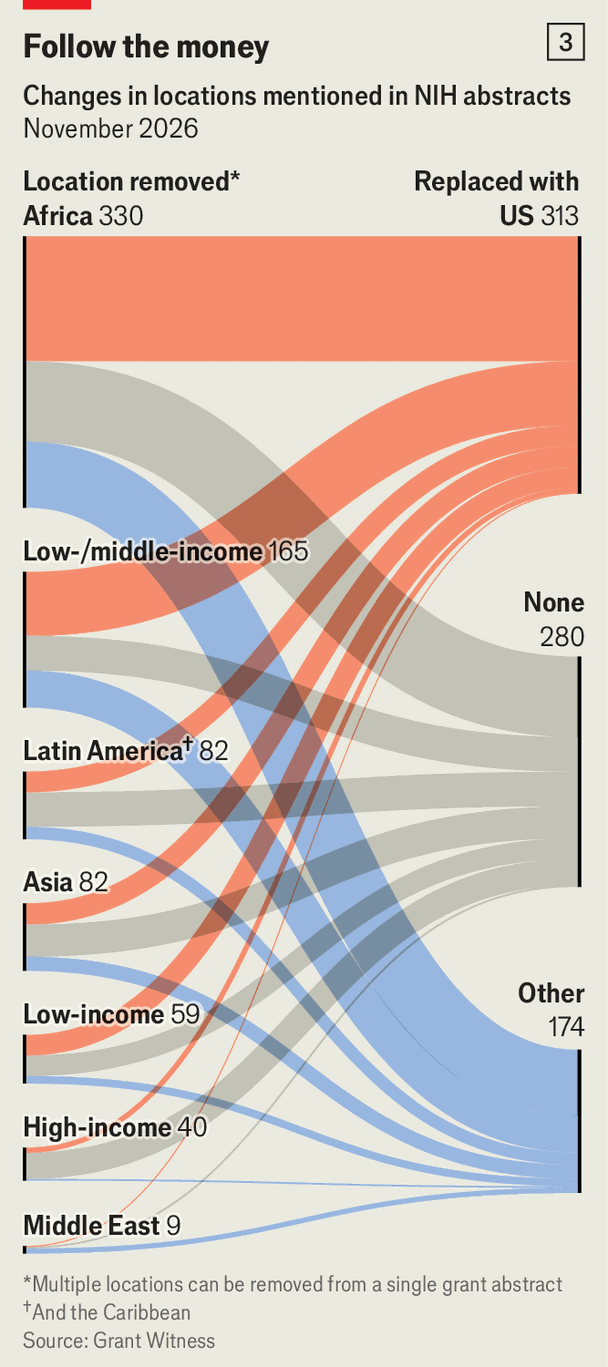 Follow the money
3
Changes in locations mentioned in NIH abstracts
November 2026
Location removed*
Replaced with
Africa 330
US 313
Low-/middle-income 165
None
280
Latin America† 82
Asia 82
Other
174
Low-income 59
High-income 40
Middle East 9
*Multiple locations can be removed from a single grant abstract
†And the Caribbean
Source: Grant Witness